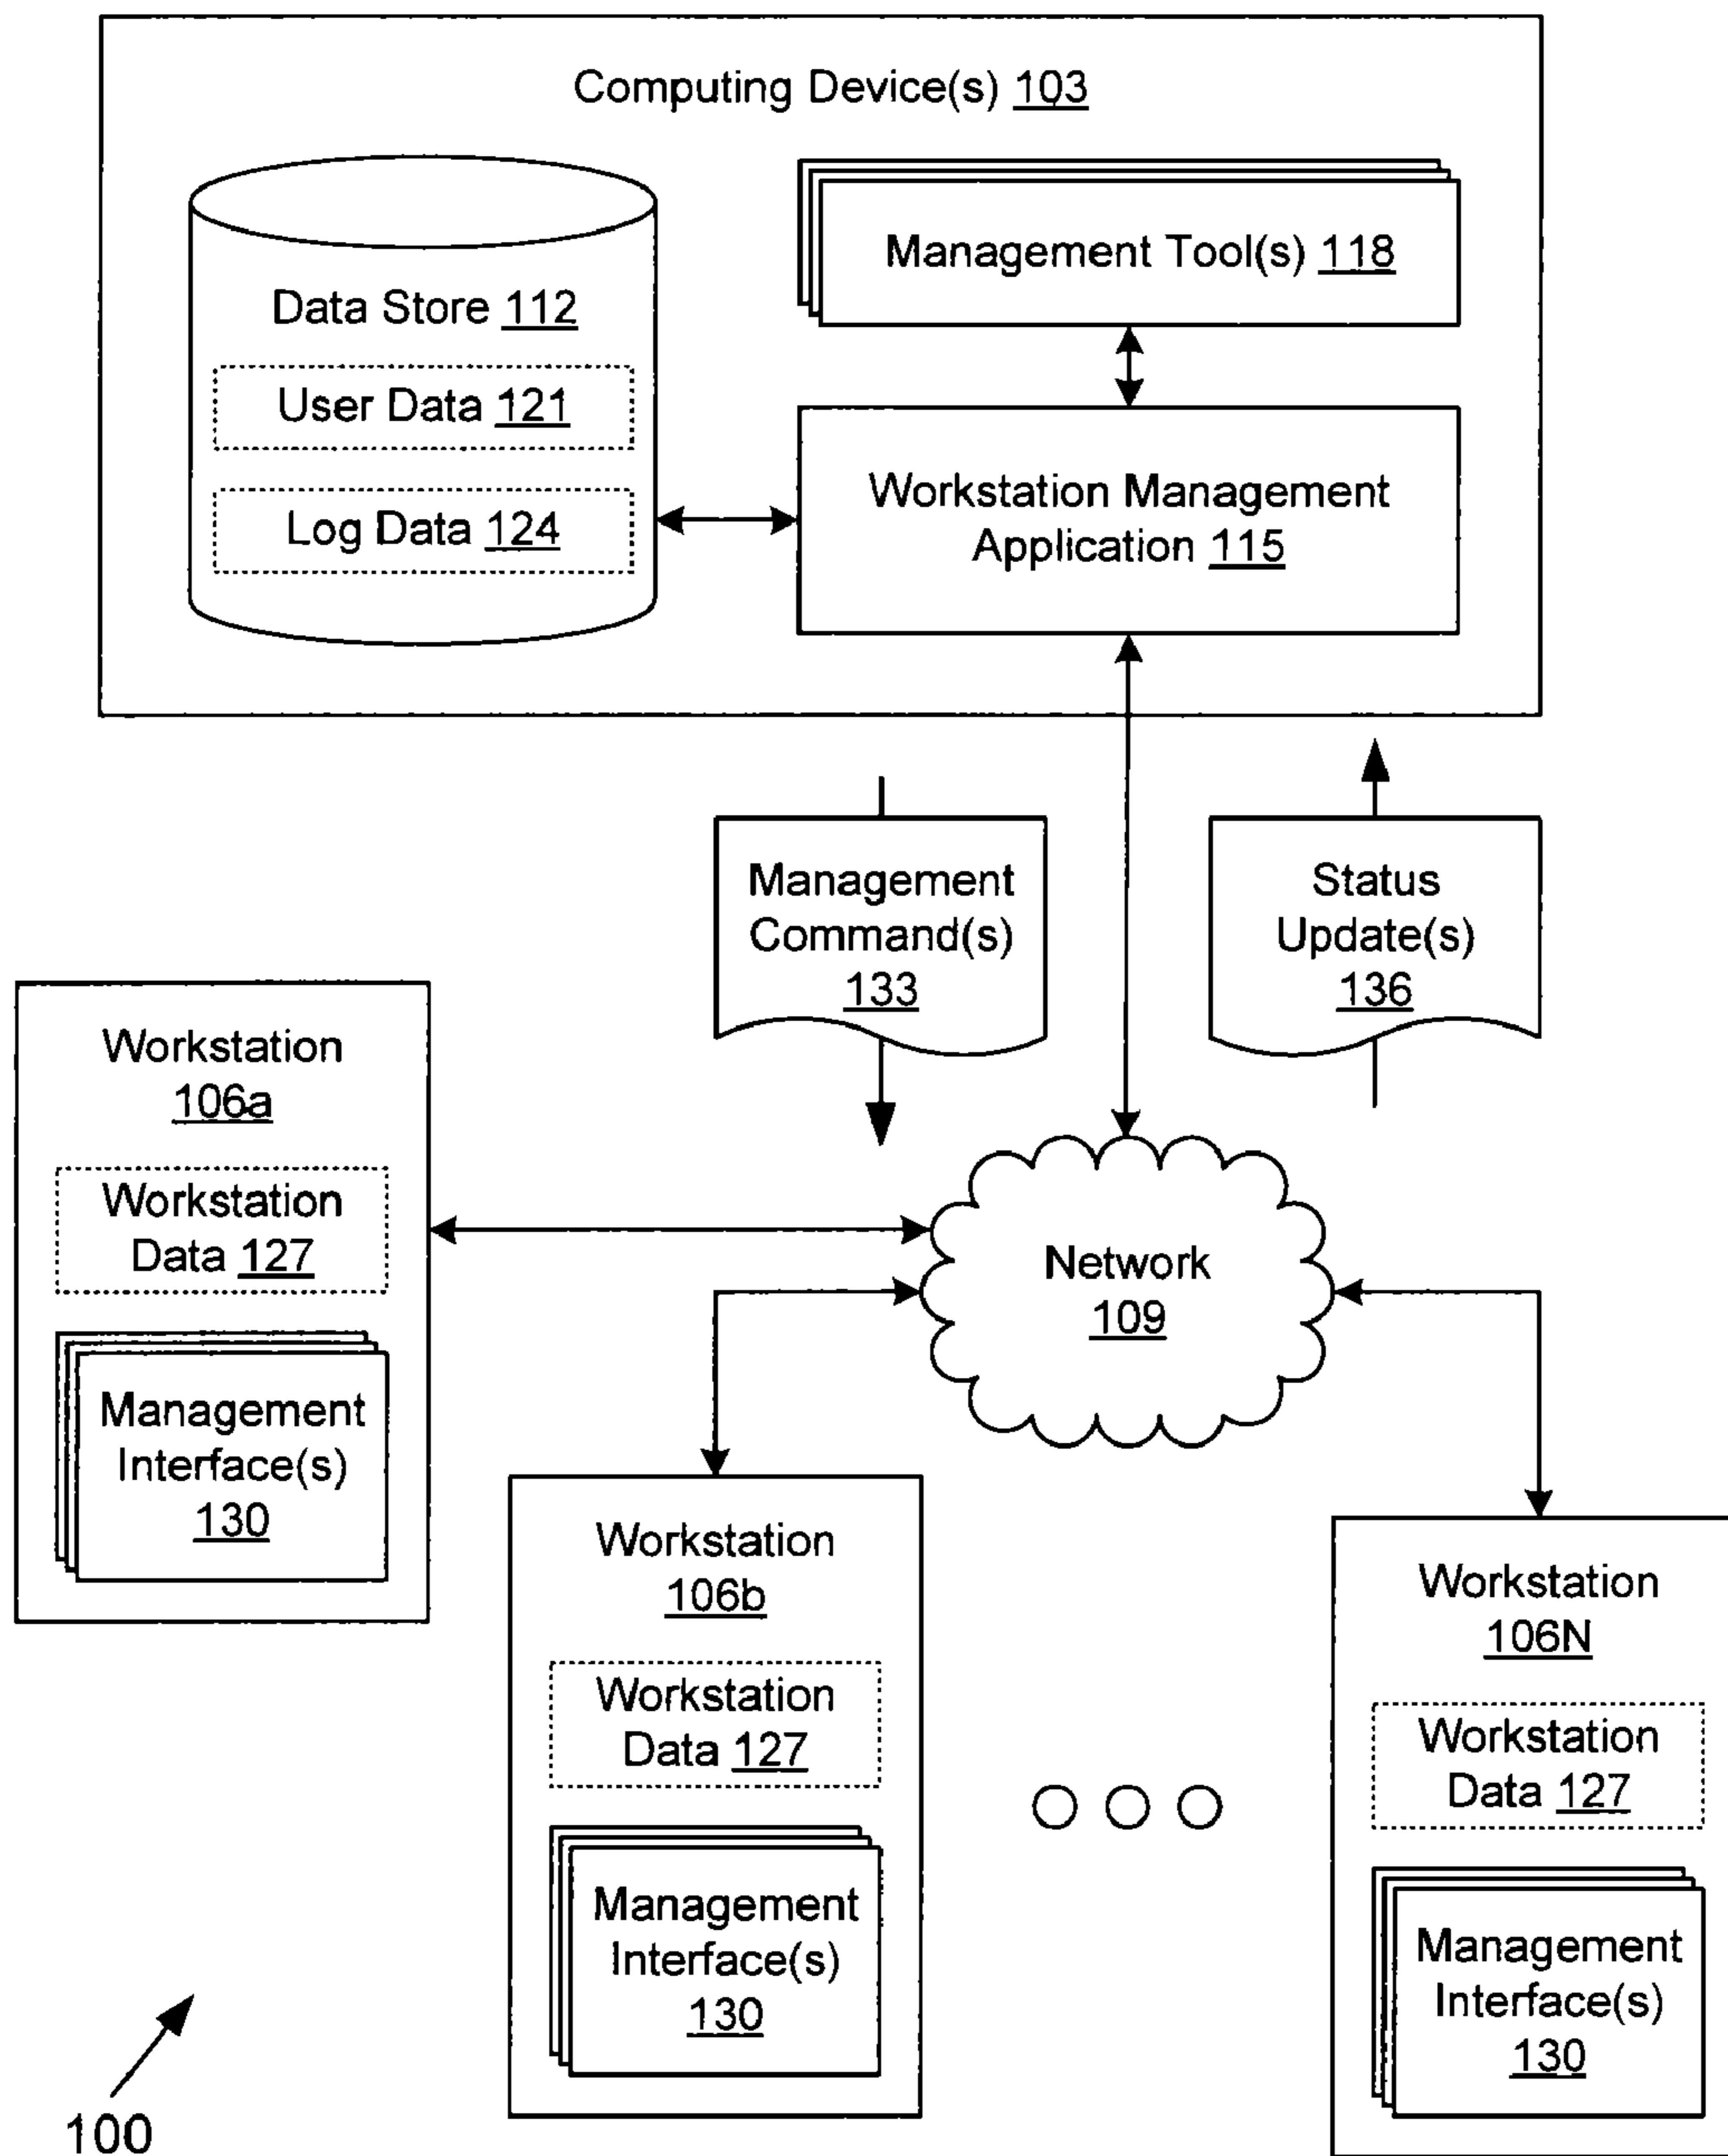 Computing Device(s) 103
Management Tool(s) 118
Data Store 112
User Data 121
Log Data 124
Workstation Management
Application 115
Management
Command(s)
133
Status
Update(s)
136
Workstation
106a
Workstation
Data 127
Management
Interface(s)
130
Network
109
Workstation
106b
Workstation
Data 127
Management
Interface(s)
130
Workstation
106N
Workstation
Data 127
Management
Interface(s)
130
100